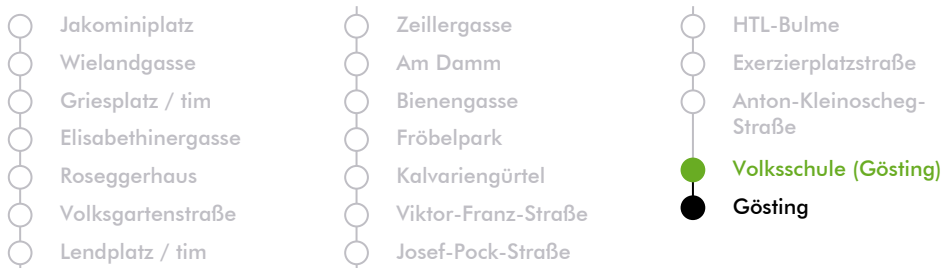 Jakominiplatz
Wielandgasse
Griesplatz / tim
Elisabethinergasse
Roseggerhaus
Volksgartenstraße
Lendplatz / tim
Zeillergasse
Am Damm
Bienengasse
Fröbelpark
Kalvariengürtel
Viktor-Franz-Straße
Josef-Pock-Straße
HTL-Bulme
Exerzierplatzstraße
Anton-Kleinoscheg-
Straße
Volksschule (Gösting)
Gösting